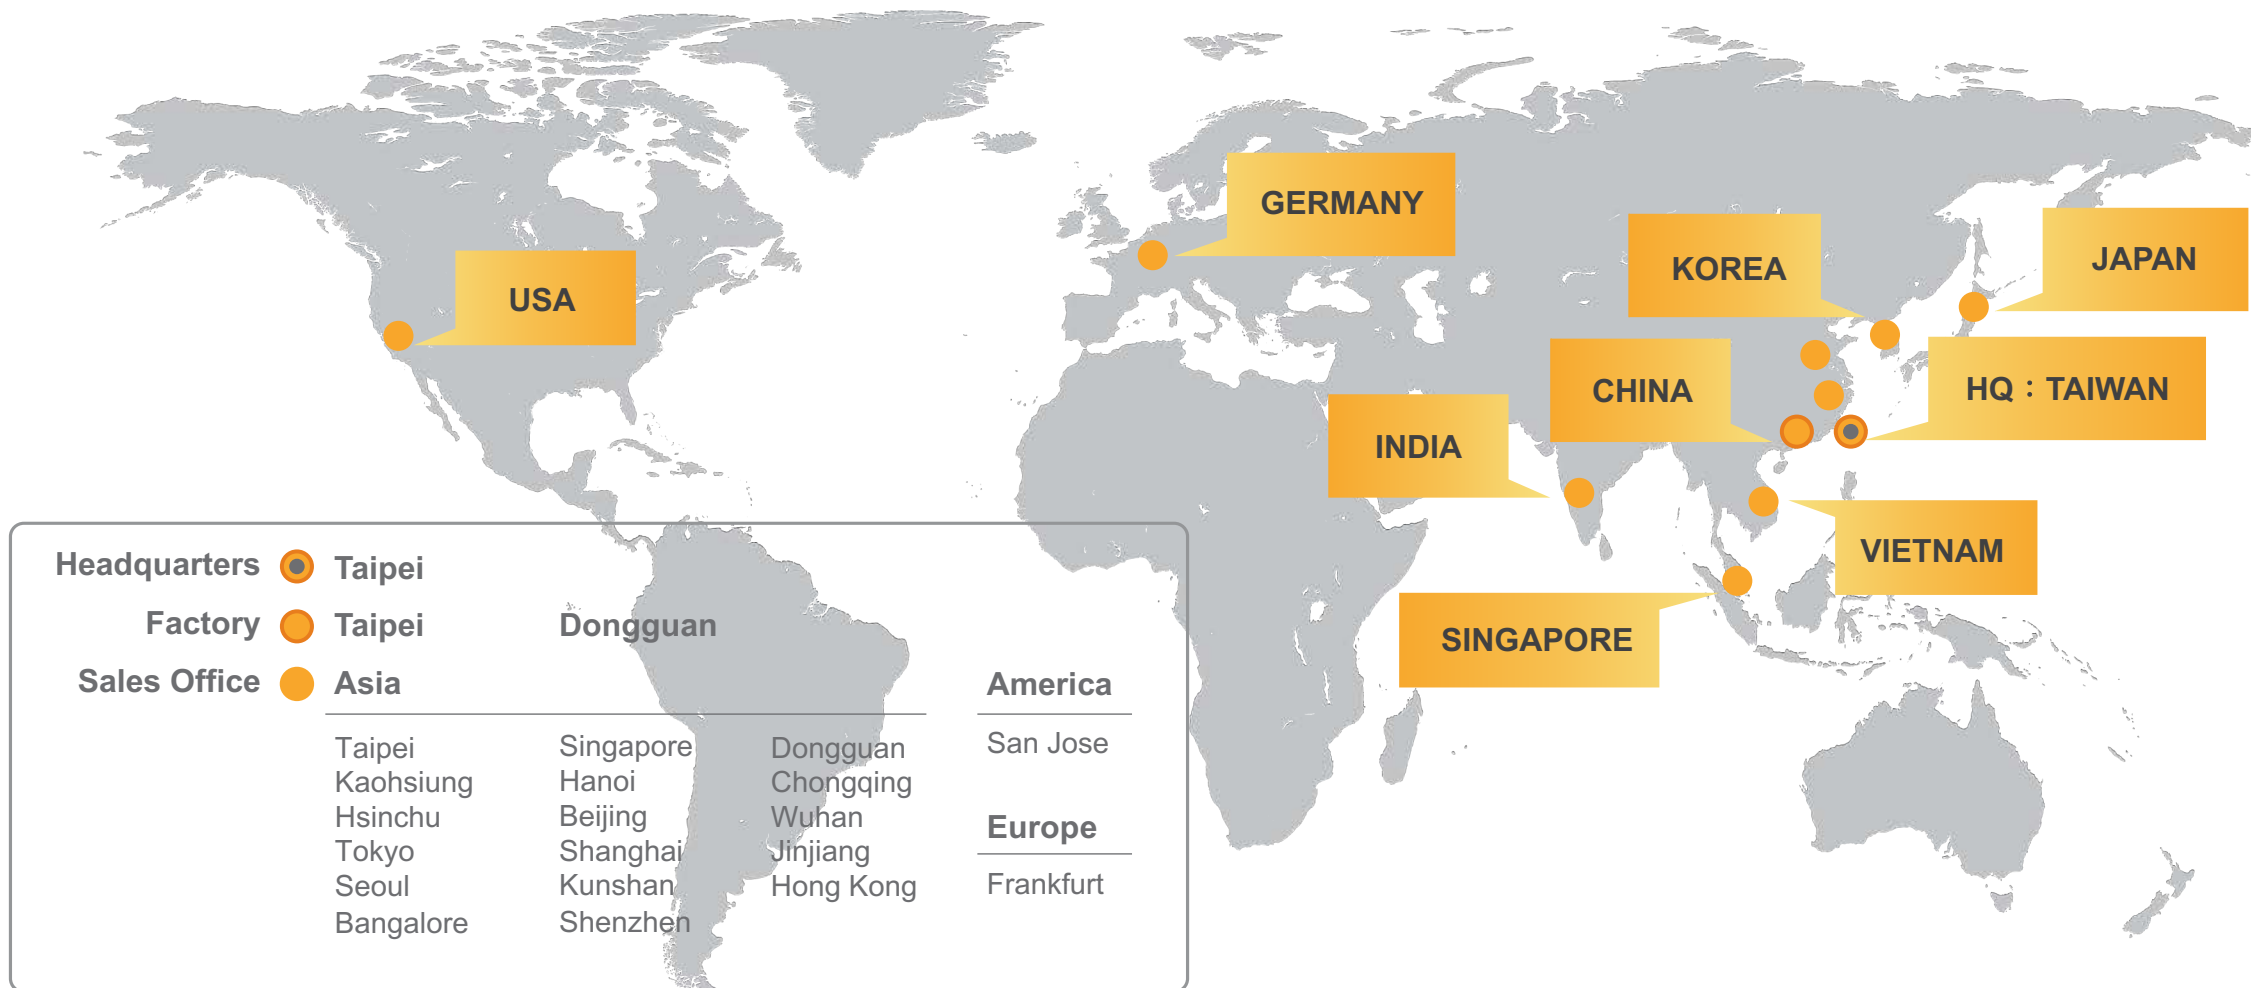 GERMANY
USA
KOREA
JAPAN
CHINA
HQ：TAIWAN
INDIA
VIETNAM
SINGAPORE
Headquarters Taipei
Factory Taipei Dongguan
Sales Office Asia
Taipei
Kaohsiung
Hsinchu
Tokyo
Seoul
Bangalore
Singapore
Hanoi
Beijing
Shanghai
Kunshan
Shenzhen
Dongguan
Chongqing
Wuhan
Jinjiang
Hong Kong
America
San Jose
Europe
Frankfurt